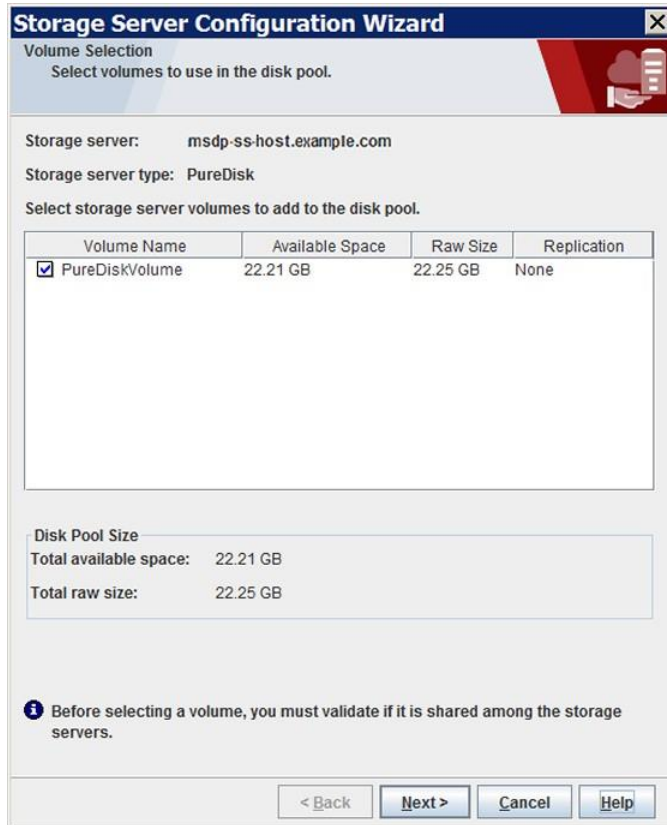 Storage Server Configuration Wizard
Volume Selection
Select volumes to use in the disk pool.
Storage server: msdp-ss-host.example.com
Storage server type: PureDisk
Select storage server volumes to add to the disk pool.
Volume Name Available Space Raw Size Replication
PureDiskVolume 22.21 GB 22.25 GB None
Disk Pool Size
Total available space: 22.21 GB
Total raw size: 22.25 GB
Before selecting a volume, you must validate if it is shared among the storage
servers.
< Back Next > Cancel Help